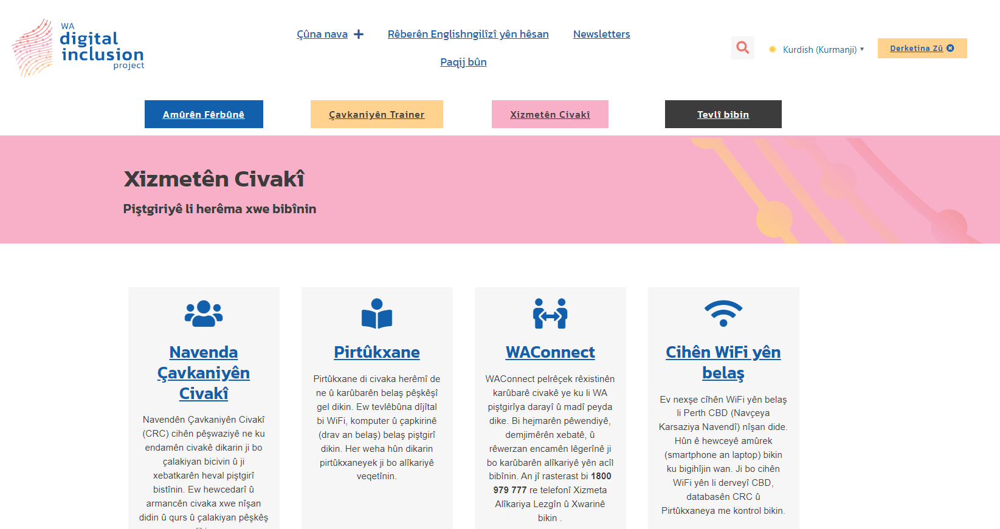 WA
digital
inclusion
project
Çûna nava
Rêberên Englishngilîzî yên hêsan
Newsletters
Paqij bûn
Kurdish (Kurmanji)
Derketina Zû
Amûrên Fêrbûnê
Çavkaniyên Trainer
Xizmetên Civakî
Tevlî bibin
Xizmetên Civakî
Piştgiriyê li herêma xwe bibînin
Navenda
Çavkaniyên
Civakî
Navendên Çavkaniyên Civakî
(CRC) cihên pêşwaziyê ne ku
endamên civakê dikarin ji bo
çalakiyan bicivin û ji
xebatkarên heval piştgirî
bistînin. Ew hewcedarî û
armancên civaka xwe nîşan
didin û qurs û çalakiyan pêşkêş
Pirtûkxane
Pirtûkxane di civaka herêmî de
ne û karûbarên belaş pêşkêşî
gel dikin. Ew tevlêbûna dîjîtal
bi WiFi, komputer û çapkirinê
(drav an belaş) belaş piştgirî
dikin. Her weha hûn dikarin
pirtûkxaneyek ji bo alîkariyê
veqetînin.
WAConnect
WAConnect pelrêçek rêxistinên
karûbarê civakê ye ku li WA
piştgirîya darayî û madî peyda
dike. Bi hejmarên pêwendiyê,
demjimêrên xebatê, û
rêwerzan encamên lêgerînê ji
bo karûbarên alîkariyê yên acîl
bibînin. An jî rasterast bi 1800
979 777 re telefonî Xizmeta
Alîkariya Lezgîn û Xwarinê
bikin .
Cihên WiFi yên
belaş
Ev nexşe cîhên WiFi yên belaş
li Perth CBD (Navçeya
Karsaziya Navendî) nîşan dide.
Hûn ê hewceyê amûrek
(smartphone an laptop) bikin
ku bigihîjin wan. Ji bo cihên
WiFi yên li derveyî CBD,
databasên CRC û
Pirtûkxaneya me kontrol bikin.